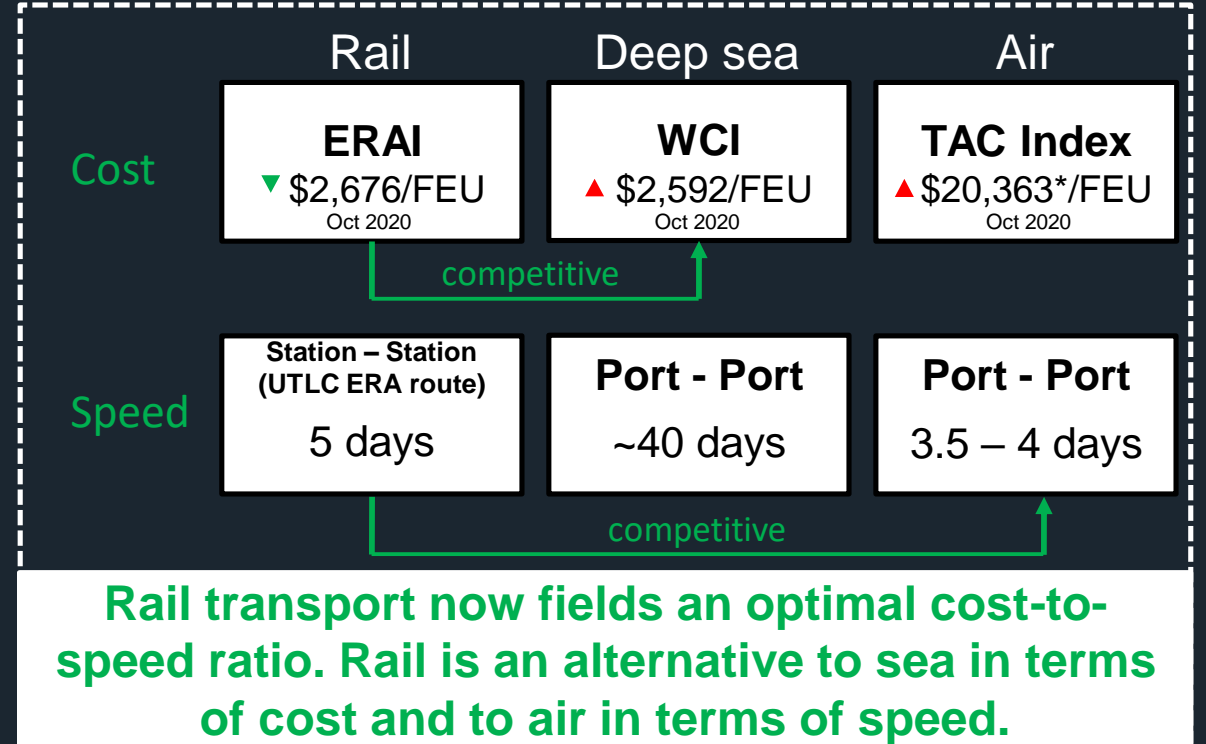 Rail
Deep sea
Air
Cost
ERAI
▼ $2,676/FEU
Oct 2020
WCI
▲ $2,592/FEU
Oct 2020
TAC Index
▲ $20,363*/FEU
Oct 2020
competitive
Speed
Station – Station
(UTLC ERA route)
5 days
Port - Port
~40 days
Port - Port
3.5 – 4 days
competitive
Rail transport now fields an optimal cost-to-
speed ratio. Rail is an alternative to sea in terms
of cost and to air in terms of speed.